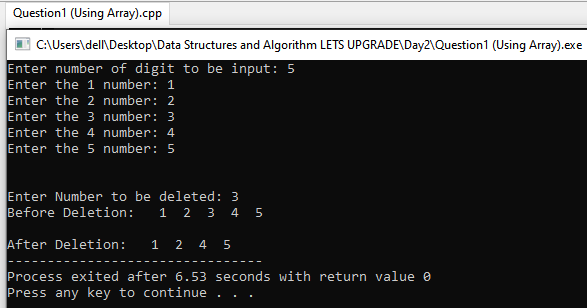 Question1 (Using Array).cpp
C:\Users\dell\Desktop\Data Structures and Algorithm LETS UPGRADE\Day2\Question1 (Using Array).exe
Enter number of digit to be input: 5
Enter the 1 number: 1
Enter the 2 number: 2
Enter the 3 number: 3
Enter the 4 number: 4
Enter the 5 number: 5
Enter Number to be deleted: 3
Before Deletion:   1  2  3  4  5
After Deletion:   1  2  4  5
--------------------------------
Process exited after 6.53 seconds with return value 0
Press any key to continue . . .